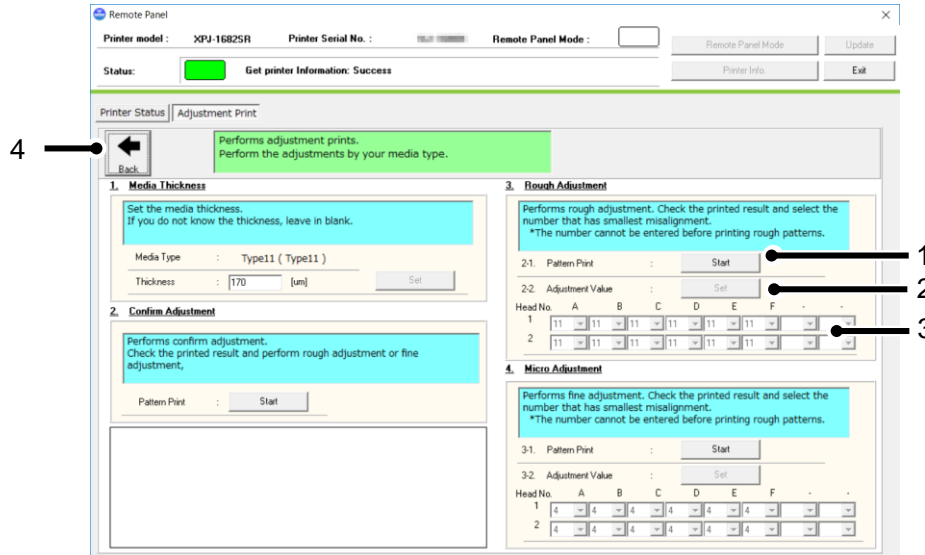 Remote Panel
Printer model : XPJ-1682SR Printer Serial No. : Remote Panel Mode : Remote Panel Mode Update
Status: Get printer Information: Success Printer Info. Exit
Printer Status Adjustment Print
4
Back
Performs adjustment prints.
Perform the adjustments by your media type.
1. Media Thickness
Set the media thickness.
If you do not know the thickness, leave in blank.
Media Type : Type11 ( Type11 )
Thickness : 170 [um] Set
2. Confirm Adjustment
Performs confirm adjustment.
Check the printed result and perform rough adjustment or fine
adjustment,
Pattern Print : Start
3. Rough Adjustment
Performs rough adjustment. Check the printed result and select the
number that has smallest misalignment.
*The number cannot be entered before printing rough patterns.
2-1. Pattern Print : Start 1
2-2. Adjustment Value : Set 2
Head No. A B C D E F - -
1 11 11 11 11 11 11 3
2 11 11 11 11 11 11
4. Micro Adjustment
Performs fine adjustment. Check the printed result and select the
number that has smallest misalignment.
*The number cannot be entered before printing rough patterns.
3-1. Pattern Print : Start
3-2. Adjustment Value : Set
Head No. A B C D E F - -
1 4 4 4 4 4 4
2 4 4 4 4 4 4